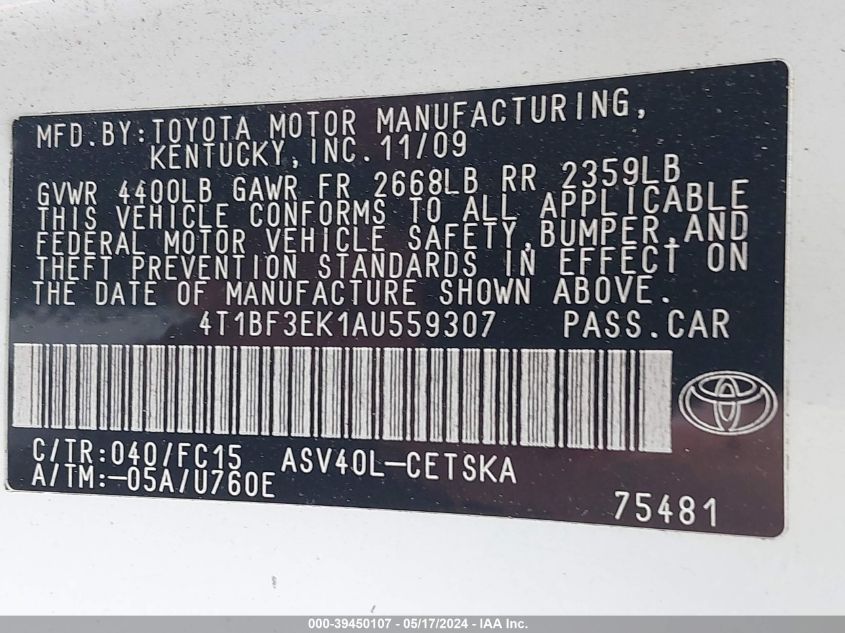 MFD.BY:TOYOTA MOTOR MANUFACTURING,
KENTUCKY,INC.11/09
GVWR 4400LB GAWR FR 2668LB RR 2359LB
THIS VEHICLE CONFORMS TO ALL APPLICABLE
FEDERAL MOTOR VEHICLE SAFETY,BUMPER,AND
THEFT PREVENTION STANDARDS IN EFFECT ON
THE DATE OF MANUFACTURE SHOWN ABOVE.
4T1BF3EK1AU559307 PASS.CAR
C/TR:040/FC15 ASV40L-CETSKA
A/TM:-05A/U760E
75481
000-39450107 - 05/17/2024 - IAA Inc.